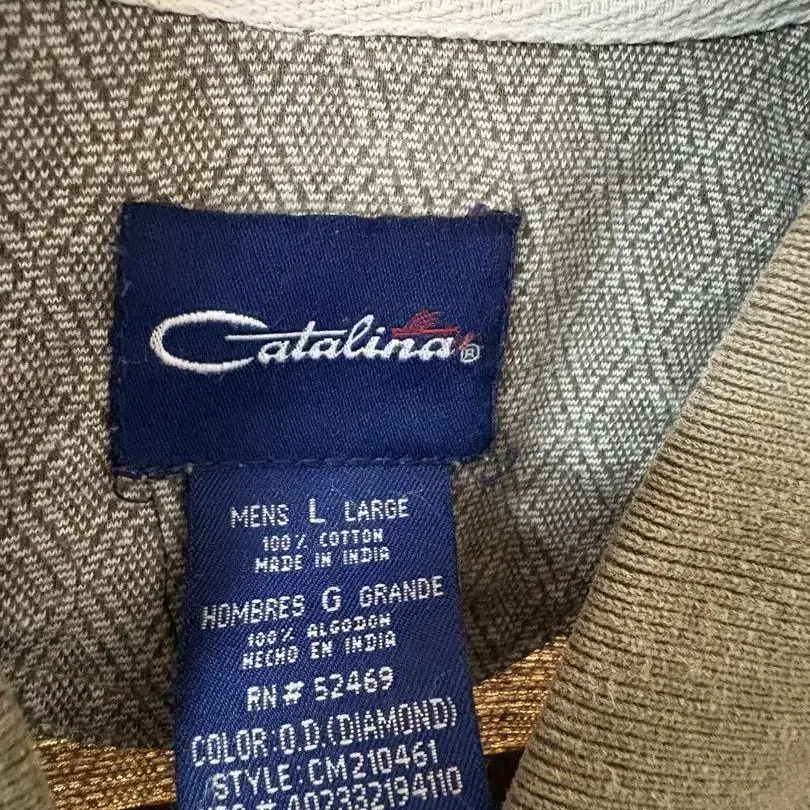 Catalina®
MENS L LARGE
100% COTTON
MADE IN INDIA
HOMBRES G GRANDE
100% ALGODON
HECHO EN INDIA
RN # 52469
COLOR:O.D.(DIAMOND)
STYLE:CM210461
# 402332194110